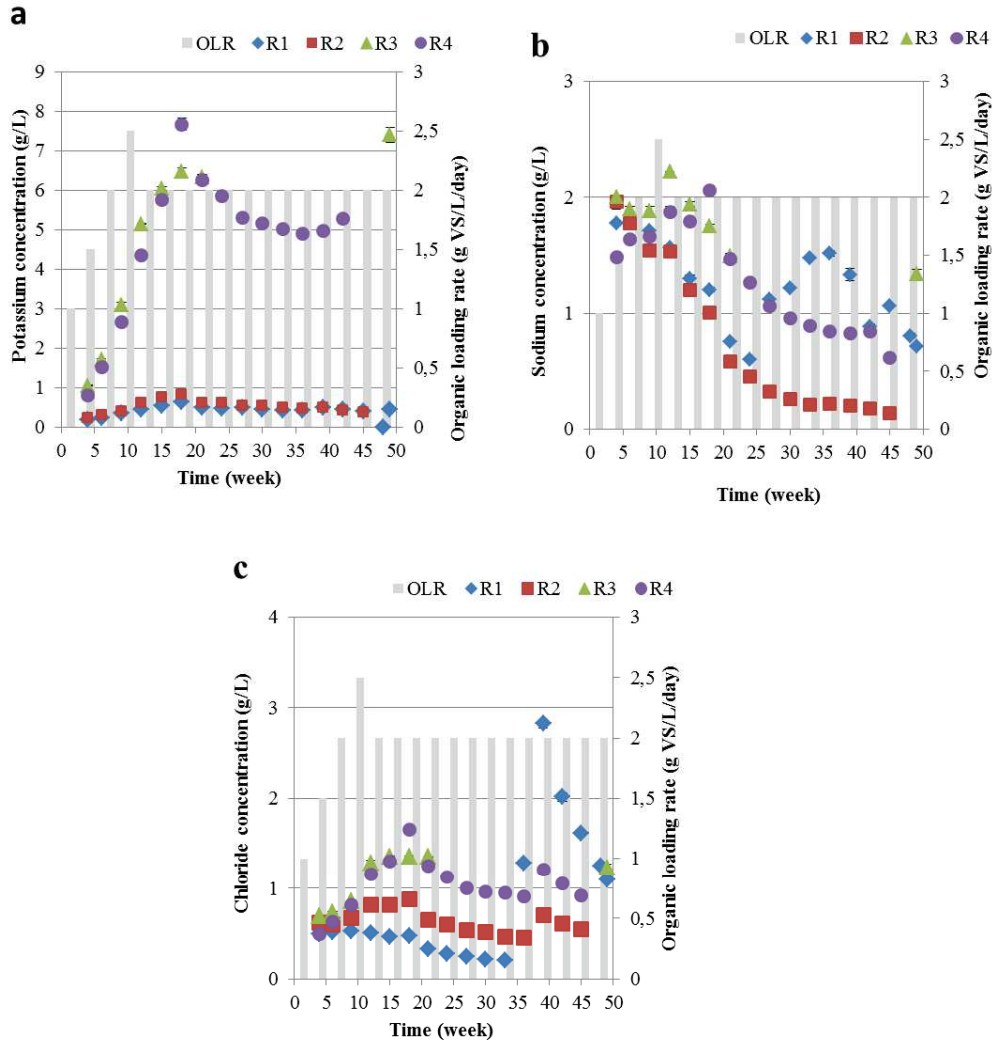 a
OLR R1 R2 R3 R4
Potassium concentration (g/L)
9
8
7
6
5
4
3
2
1
0
3
2,5
2
1,5
1
0,5
0
Organic loading rate (g VS/L/day)
0 5 10 15 20 25 30 35 40 45 50
Time (week)
b
OLR R1 R2 R3 R4
Sodium concentration (g/L)
3
2
1
0
3
2,5
2
1,5
1
0,5
0
Organic loading rate (g VS/L/day)
0 5 10 15 20 25 30 35 40 45 50
Time (week)
c
OLR R1 R2 R3 R4
Chloride concentration (g/L)
4
3
2
1
0
3
2,5
2
1,5
1
0,5
0
Organic loading rate (g VS/L/day)
0 5 10 15 20 25 30 35 40 45 50
Time (week)